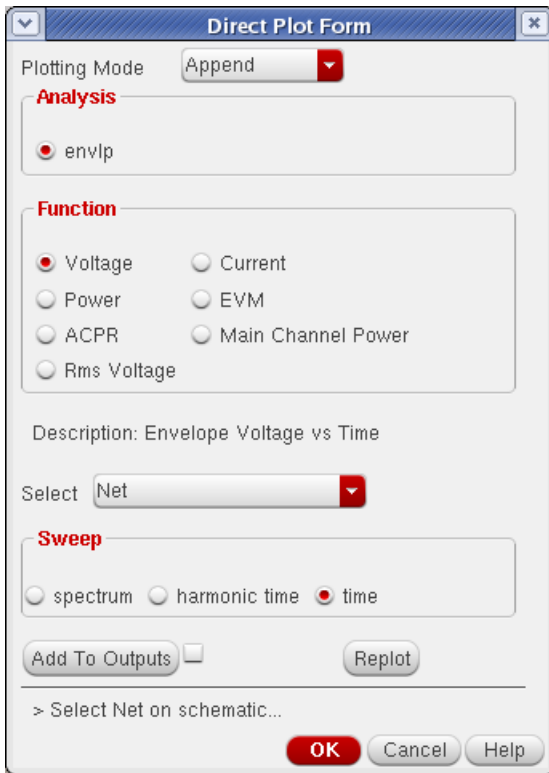 Direct Plot Form
Plotting Mode Append
Analysis
envlp
Function
Voltage Current
Power EVM
ACPR Main Channel Power
Rms Voltage
Description: Envelope Voltage vs Time
Select Net
Sweep
spectrum harmonic time time
Add To Outputs Replot
> Select Net on schematic...
OK Cancel Help